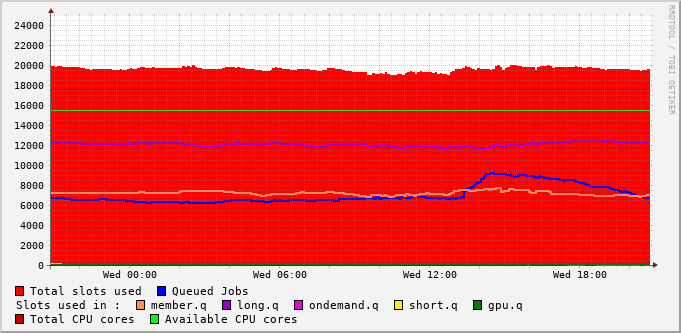 RRDTOOL / TOBI OETIKER
24000
22000
20000
18000
16000
14000
12000
10000
8000
6000
4000
2000
0
Wed 00:00 Wed 06:00 Wed 12:00 Wed 18:00
Total slots used Queued Jobs
Slots used in : member.q long.q ondemand.q short.q gpu.q
Total CPU cores Available CPU cores